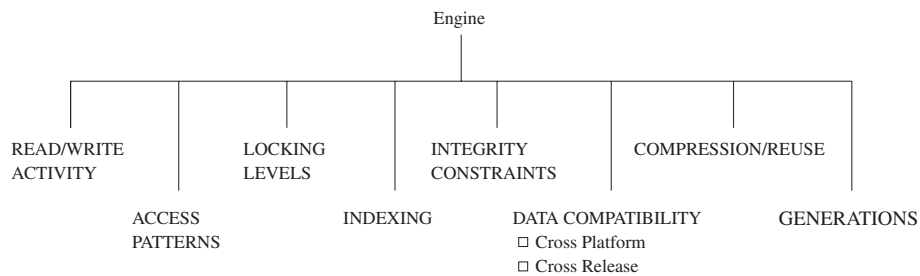 Engine
READ/WRITE
ACTIVITY
ACCESS
PATTERNS
LOCKING
LEVELS
INDEXING
INTEGRITY
CONSTRAINTS
DATA COMPATIBILITY
□ Cross Platform
□ Cross Release
COMPRESSION/REUSE
GENERATIONS